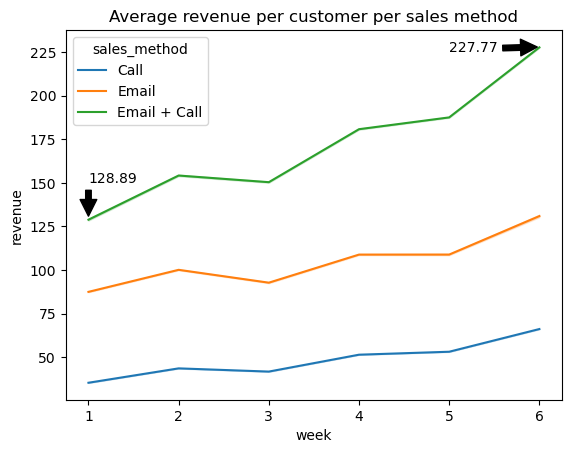 Average revenue per customer per sales method
sales_method
Call
Email
Email + Call
227.77
128.89
revenue
225
200
175
150
125
100
75
50
1 2 3 4 5 6
week